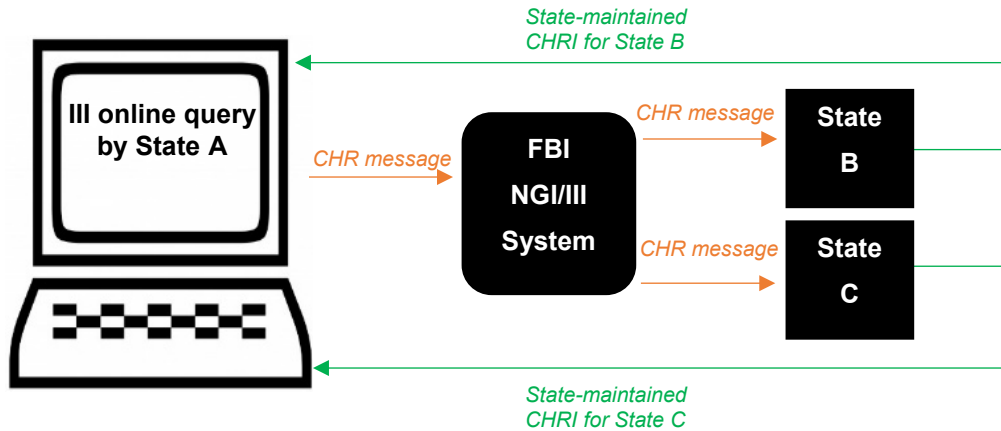 State-maintained
CHRI for State B
III online query
by State A
CHR message
FBI
NGI/III
System
CHR message
State
B
CHR message
State
C
State-maintained
CHRI for State C